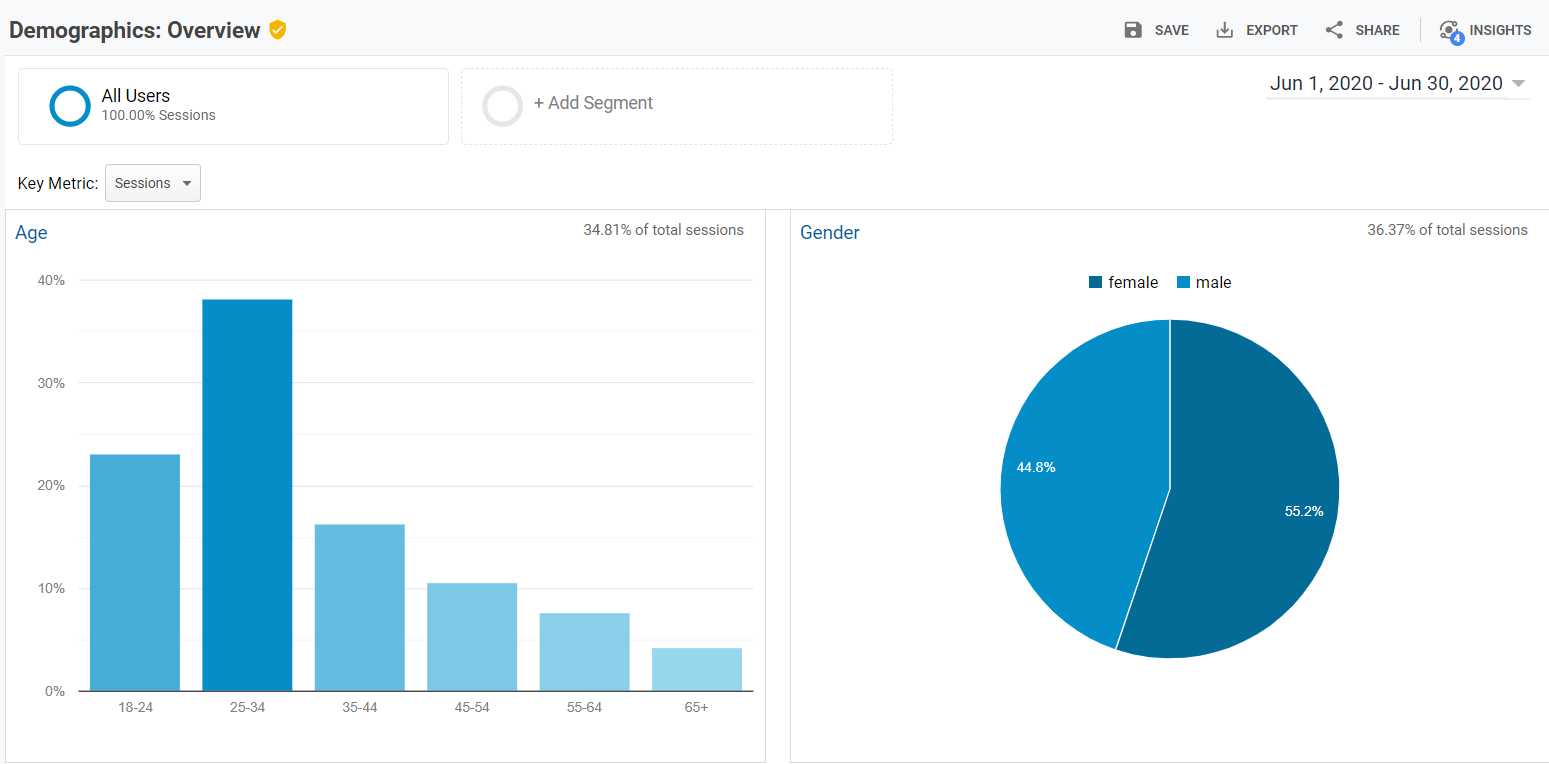 Demographics: Overview
SAVE
EXPORT
SHARE
4
INSIGHTS
All Users
100.00% Sessions
+ Add Segment
Jun 1, 2020 - Jun 30, 2020
Key Metric:
Sessions
Age
34.81% of total sessions
40%
30%
20%
10%
0%
18-24
25-34
35-44
45-54
55-64
65+
Gender
36.37% of total sessions
female
male
44.8%
55.2%